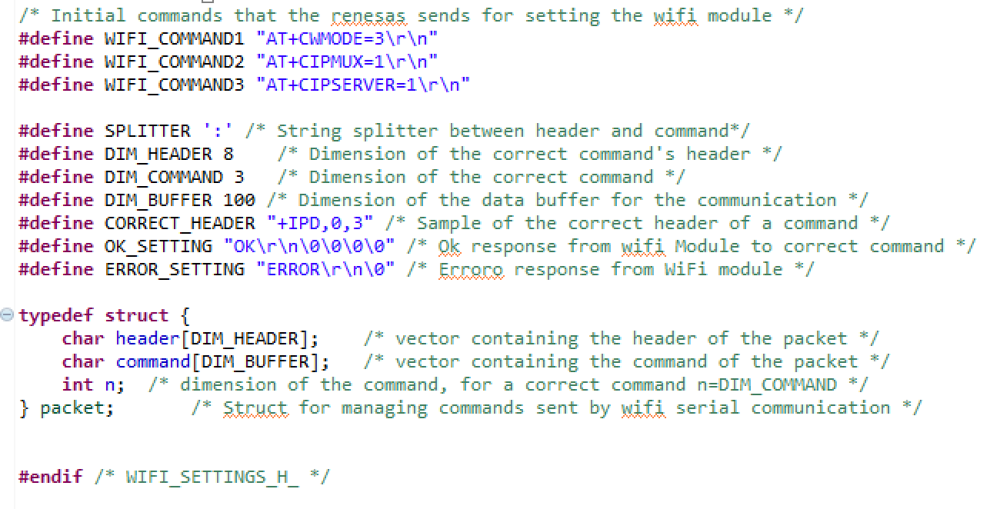 /* Initial commands that the renesas sends for setting the wifi module */
#define WIFI_COMMAND1 "AT+CWMODE=3\r\n"
#define WIFI_COMMAND2 "AT+CIPMUX=1\r\n"
#define WIFI_COMMAND3 "AT+CIPSERVER=1\r\n"
#define SPLITTER ':' /* String splitter between header and command*/
#define DIM_HEADER 8    /* Dimension of the correct command's header */
#define DIM_COMMAND 3   /* Dimension of the correct command */
#define DIM_BUFFER 100 /* Dimension of the data buffer for the communication */
#define CORRECT_HEADER "+IPD,0,3" /* Sample of the correct header of a command */
#define OK_SETTING "OK\r\n\0\0\0\0" /* Ok response from wifi Module to correct command */
#define ERROR_SETTING "ERROR\r\n\0" /* Erroro response from WiFi module */
typedef struct {
    char header[DIM_HEADER];    /* vector containing the header of the packet */
    char command[DIM_BUFFER];   /* vector containing the command of the packet */
    int n;  /* dimension of the command, for a correct command n=DIM_COMMAND */
} packet;       /* Struct for managing commands sent by wifi serial communication */
#endif /* WIFI_SETTINGS_H_ */